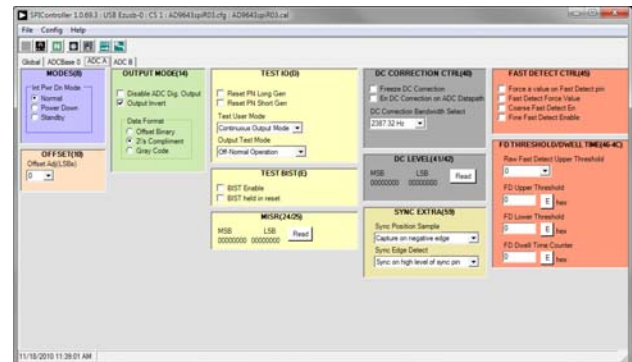 SPIController 1.0.69.3 : USB Ezusb-0 : CS 1 : AD9643spiR03.cfg : AD9643spiR03.cal
File Config Help
Global ADCBase 0 ADC A ADC B
MODES(8)
Int Pwr Dn Mode
Normal
Power Down
Standby
OFFSET(10)
Offset Adj(LSBs)
0
OUTPUT MODE(14)
Disable ADC Dig. Output
Output Invert
Data Format
Offset Binary
2's Compliment
Gray Code
TEST IO(D)
Reset PN Long Gen
Reset PN Short Gen
Test User Mode
Continuous Output Mode
Output Test Mode
Off-Normal Operation
TEST BIST(E)
BIST Enable
BIST held in reset
MISR(24/25)
MSB LSB
00000000 00000000 Read
DC CORRECTION CTRL(40)
Freeze DC Correction
En DC Correction on ADC Datapath
DC Correction Bandwidth Select
2387.32 Hz
DC LEVEL(41/42)
MSB LSB
00000000 00000000 Read
SYNC EXTRA(59)
Sync Position Sample
Capture on negative edge
Sync Edge Detect
Sync on high level of sync pin
FAST DETECT CTRL(45)
Force a value on Fast Detect pin
Fast Detect Force Value
Coarse Fast Detect En
Fine Fast Detect Enable
FD THRESHOLD/DWELL TIME(46-4C)
Raw Fast Detect Upper Threshold
0
FD Upper Threshold
0 E hex
FD Lower Threshold
0 E hex
FD Dwell Time Counter
0 E hex
11/18/2010 11:39:01 AM